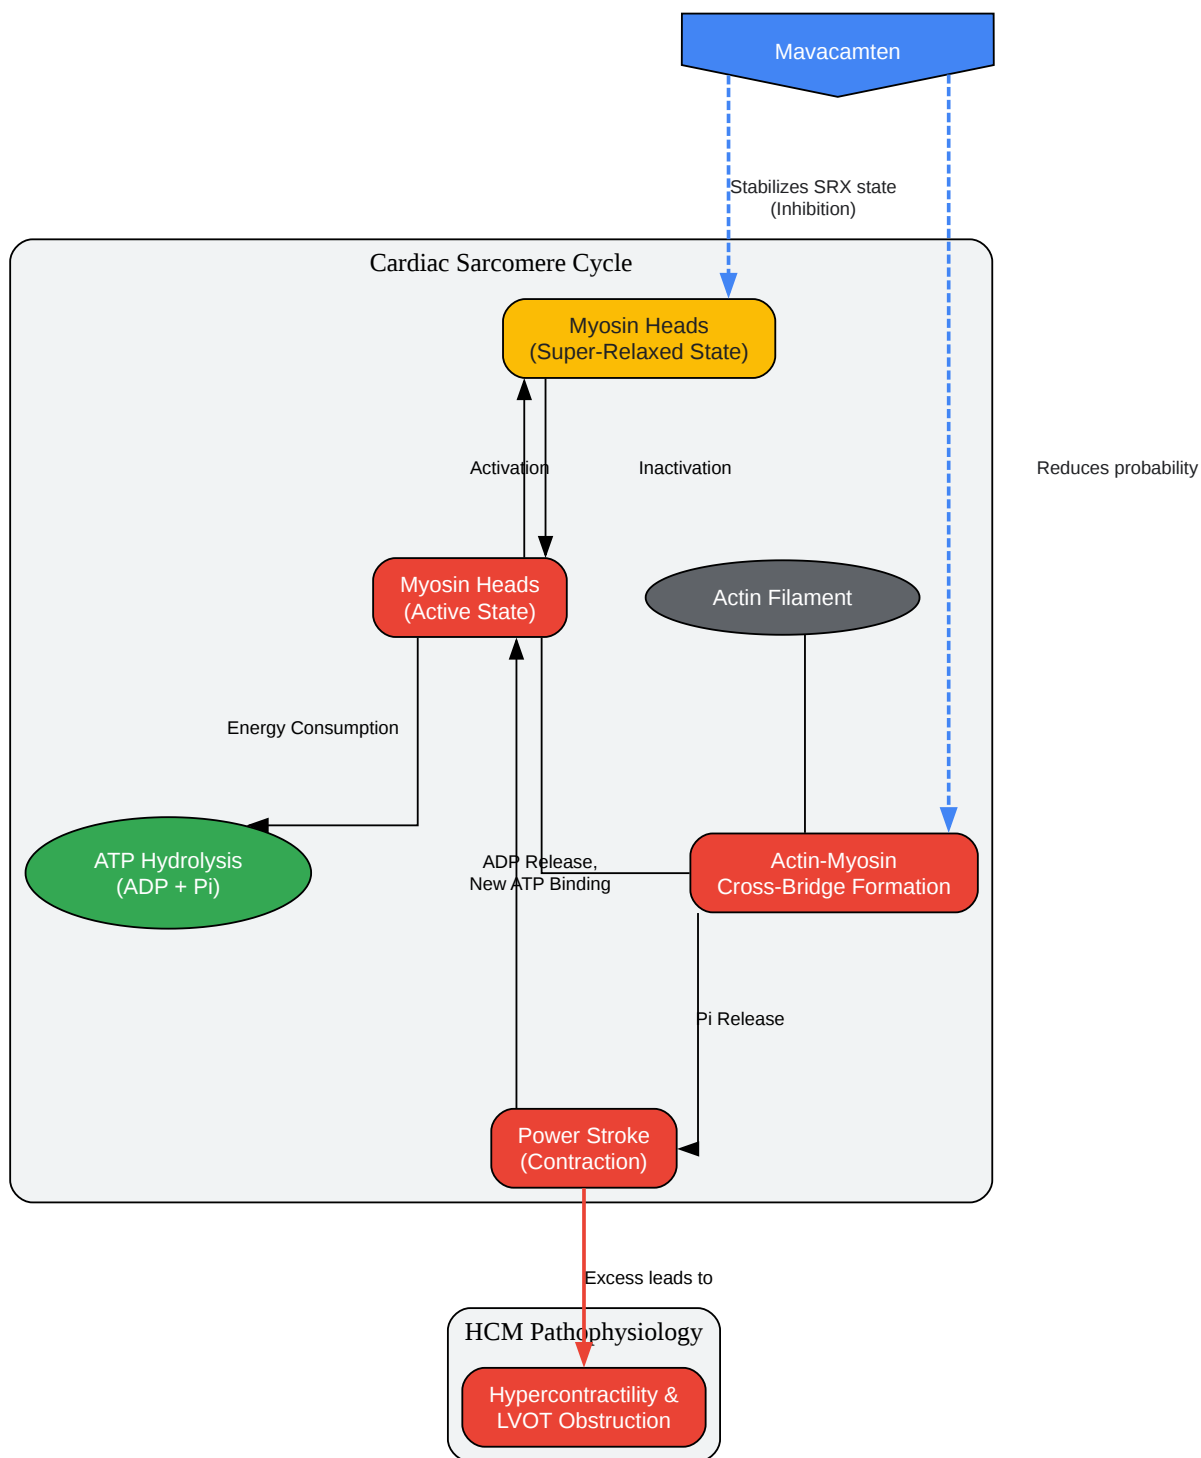 Mavacamten
Stabilizes SRX state
(Inhibition)
Cardiac Sarcomere Cycle
Myosin Heads
(Super-Relaxed State)
Activation
Inactivation
Reduces probability
Myosin Heads
(Active State)
Actin Filament
Energy Consumption
ATP Hydrolysis
(ADP + Pi)
ADP Release,
New ATP Binding
Actin-Myosin
Cross-Bridge Formation
Pi Release
Power Stroke
(Contraction)
Excess leads to
HCM Pathophysiology
Hypercontractility &
LVOT Obstruction